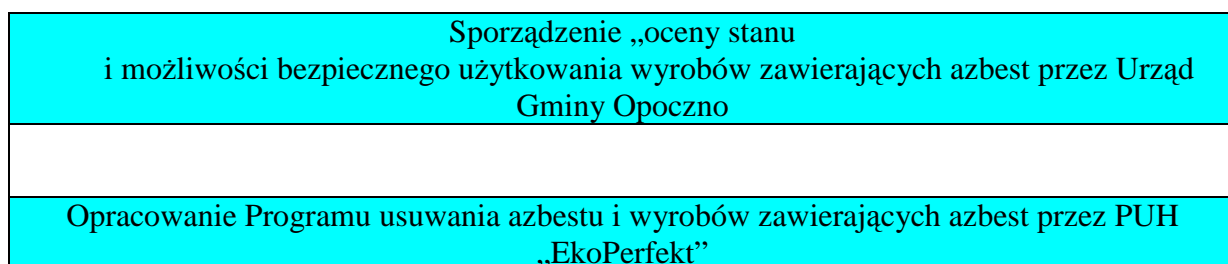 Sporządzenie „oceny stanu
i możliwości bezpiecznego użytkowania wyrobów zawierających azbest przez Urząd
Gminy Opoczno
Opracowanie Programu usuwania azbestu i wyrobów zawierających azbest przez PUH
„EkoPerfekt”